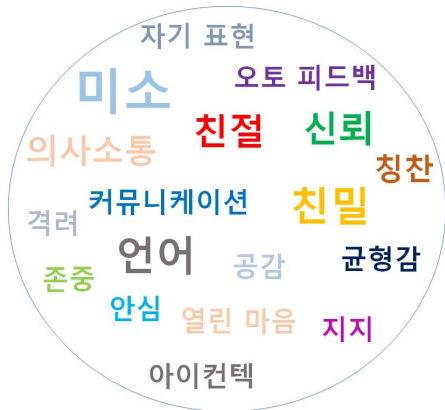 자기 표현
오토 피드백
미소
친절
신뢰
의사소통
칭찬
커뮤니케이션
친밀
격려
언어
균형감
공감
존중
안심
열린 마음
지지
아이컨텍